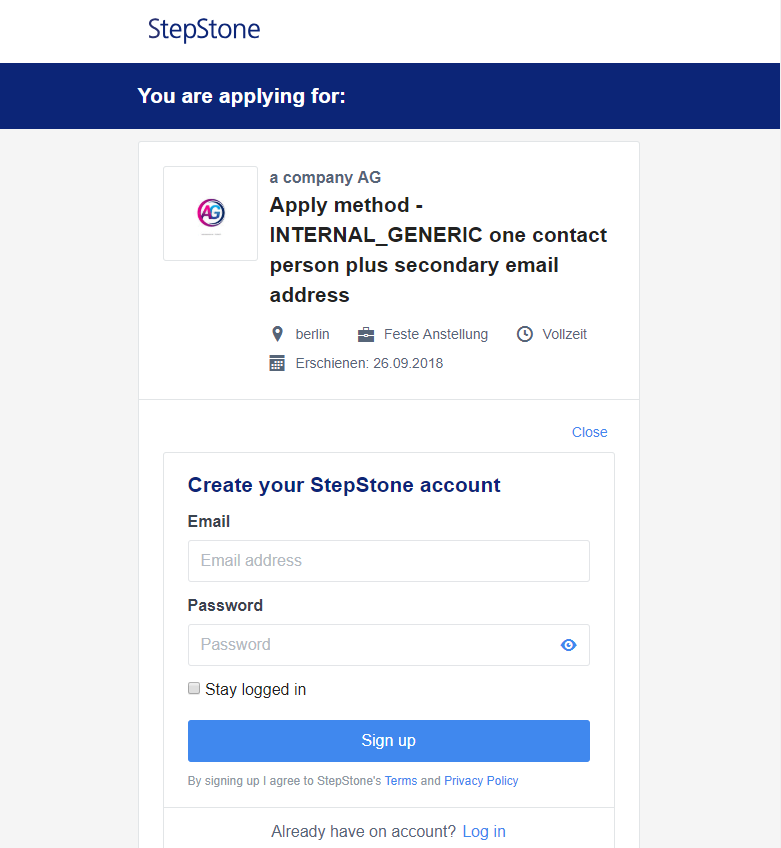 StepStone
You are applying for:
a company AG
AG
Apply method -
INTERNAL_GENERIC one contact
person plus secondary email
address
berlin Feste Anstellung Vollzeit
Erschienen: 26.09.2018
Close
Create your StepStone account
Email
Email address
Password
Password
Stay logged in
Sign up
By signing up I agree to StepStone's Terms and Privacy Policy
Already have on account? Log in